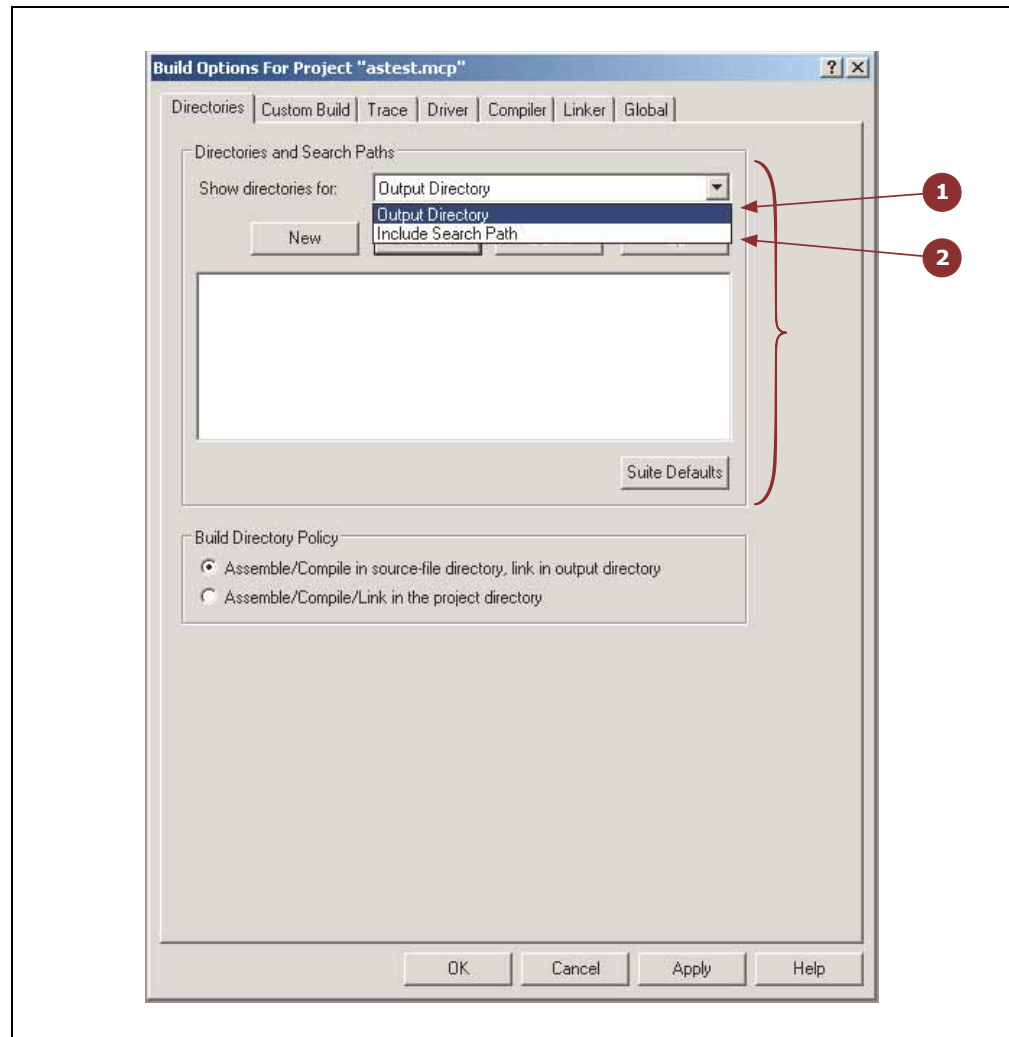 Build Options For Project "astest.mcp"
Directories Custom Build Trace Driver Compiler Linker Global
Directories and Search Paths
Show directories for: Output Directory
Output Directory
1
New Include Search Path
2
Suite Defaults
Build Directory Policy
Assemble/Compile in source-file directory, link in output directory
Assemble/Compile/Link in the project directory
OK Cancel Apply Help